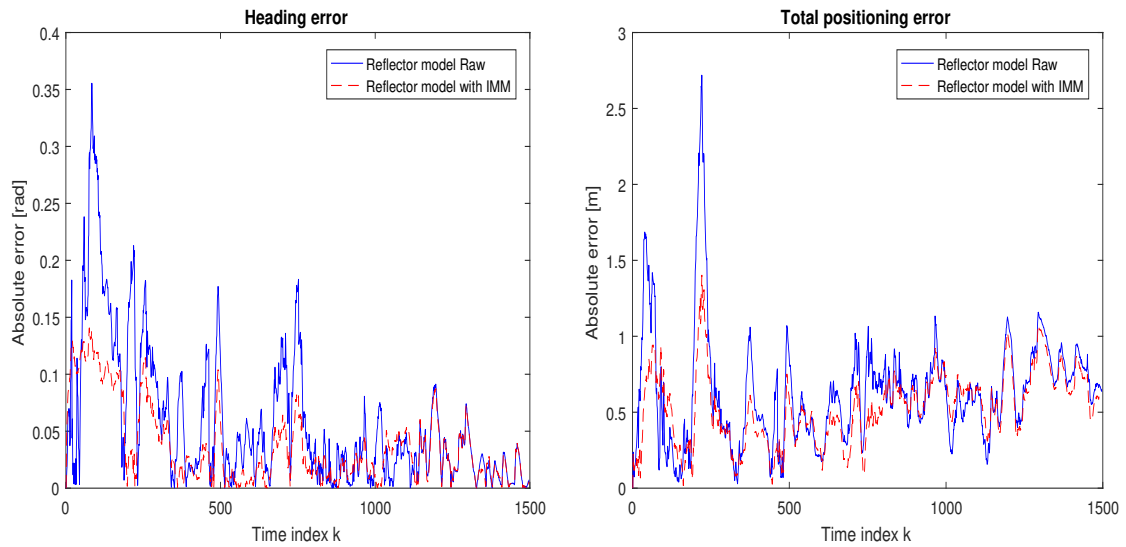 Heading error
Absolute error [rad]
0.4
0.35
0.3
0.25
0.2
0.15
0.1
0.05
0
0 500 1000 1500
Time index k
Reflector model Raw
Reflector model with IMM
Total positioning error
Absolute error [m]
3
2.5
2
1.5
1
0.5
0
0 500 1000 1500
Time index k
Reflector model Raw
Reflector model with IMM